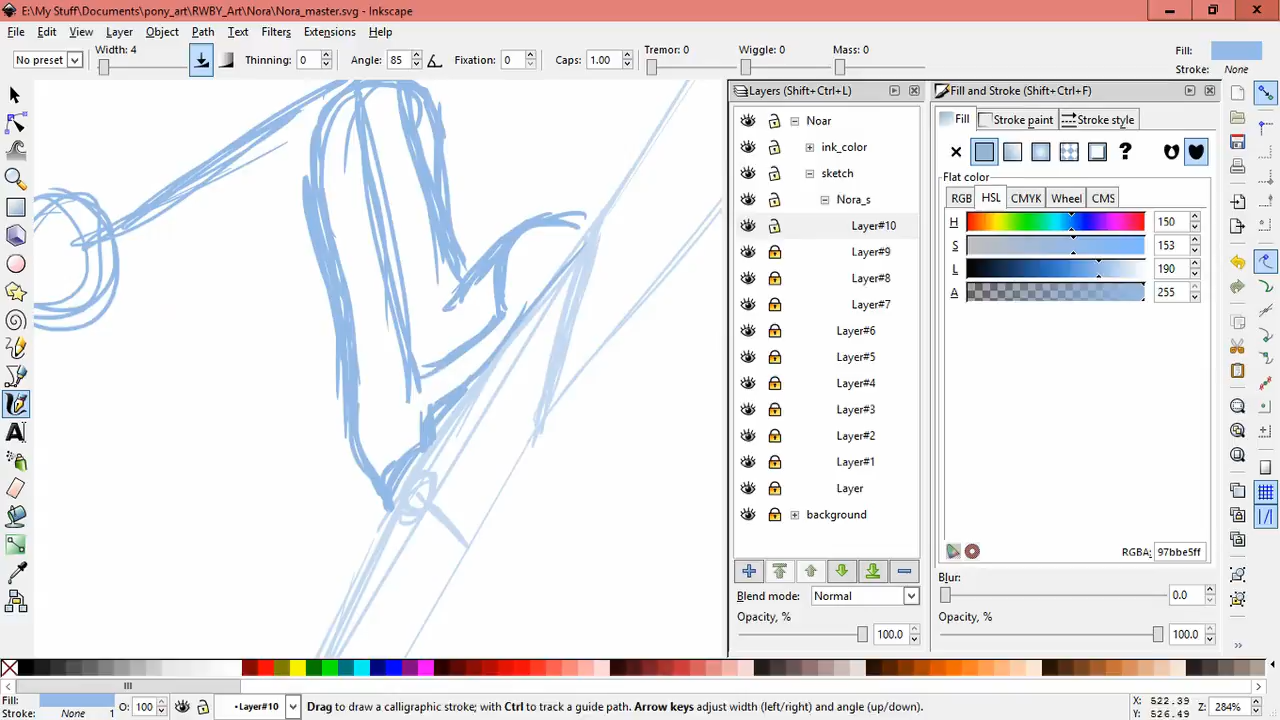 E:\My Stuff\Documents\pony_art\RWBY_Art\Nora\Nora_master.svg - Inkscape
File Edit View Layer Object Path Text Filters Extensions Help
No preset Width: 4 Thinning: 0 Angle: 85 Fixation: 0 Caps: 1.00 Tremor: 0 Wiggle: 0 Mass: 0 Fill:
Stroke: None
Layers (Shift+Ctrl+L)
Noar
ink_color
sketch
Nora_s
Layer#10
Layer#9
Layer#8
Layer#7
Layer#6
Layer#5
Layer#4
Layer#3
Layer#2
Layer#1
Layer
background
Blend mode: Normal
Opacity, %
100.0
Fill and Stroke (Shift+Ctrl+F)
Fill Stroke paint Stroke style
?
Flat color
RGB HSL CMYK Wheel CMS
H 150
S 153
L 190
A 255
RGBA: 97bbe5ff
Blur:
0.0
Opacity, %
100.0
Fill:
Stroke: None 1 O: 100 •Layer#10 Drag to draw a calligraphic stroke; with Ctrl to track a guide path. Arrow keys adjust width (left/right) and angle (up/down). X: 522.39
Y: 526.49 Z: 284%